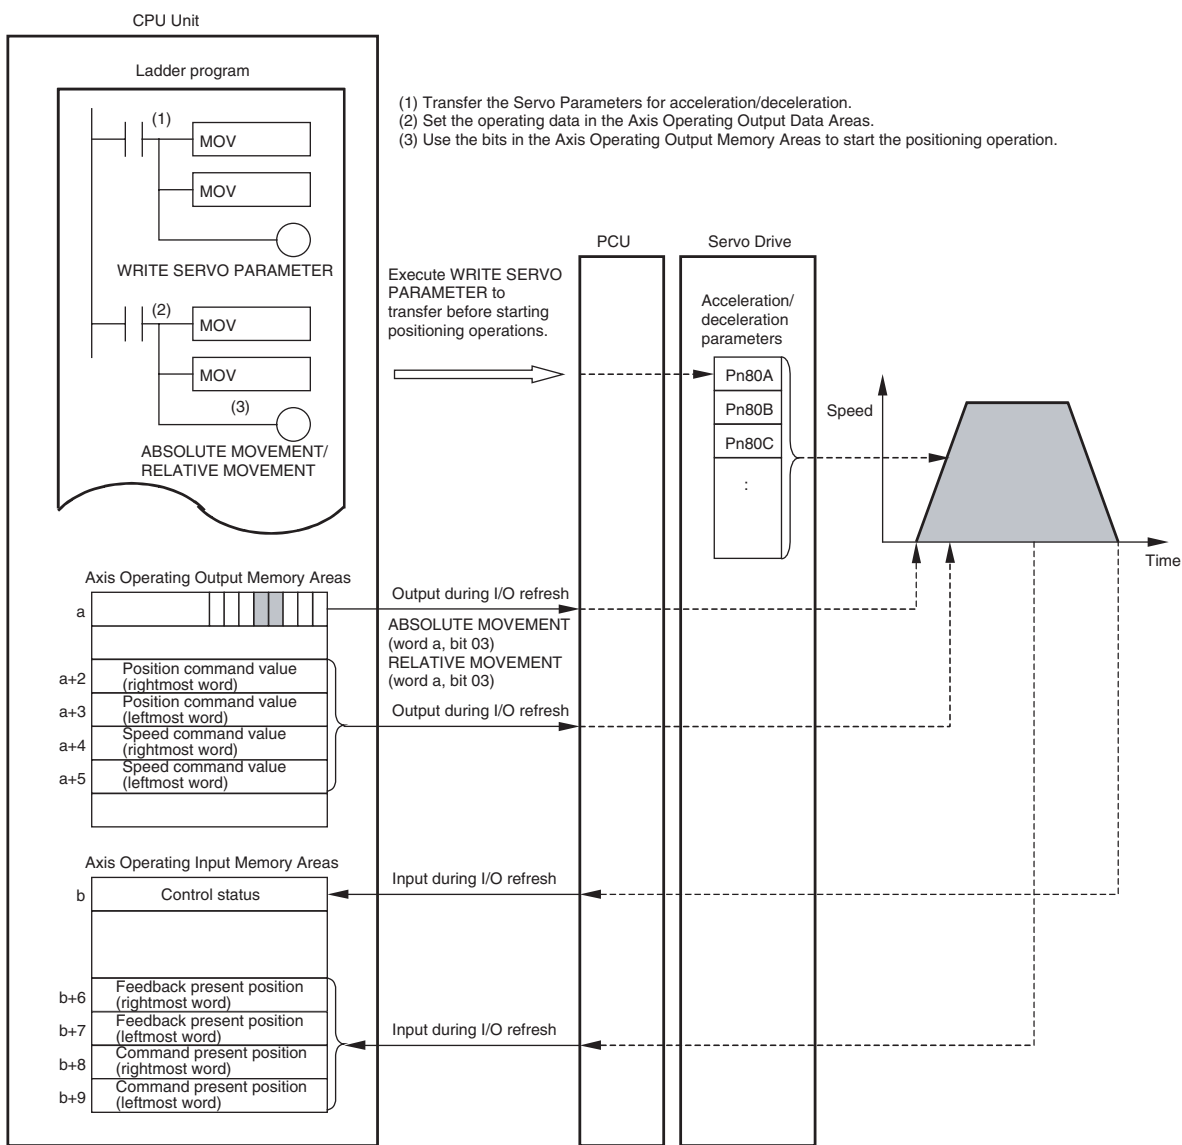 CPU Unit
Ladder program
(1)
MOV
MOV
WRITE SERVO PARAMETER
(2)
MOV
MOV
(3)
ABSOLUTE MOVEMENT/
RELATIVE MOVEMENT
(1) Transfer the Servo Parameters for acceleration/deceleration.
(2) Set the operating data in the Axis Operating Output Data Areas.
(3) Use the bits in the Axis Operating Output Memory Areas to start the positioning operation.
PCU
Servo Drive
Execute WRITE SERVO
PARAMETER to
transfer before starting
positioning operations.
Acceleration/
deceleration
parameters
Pn80A
Pn80B
Pn80C
:
Speed
Time
Axis Operating Output Memory Areas
a
Output during I/O refresh
ABSOLUTE MOVEMENT
(word a, bit 03)
RELATIVE MOVEMENT
(word a, bit 03)
a+2
Position command value
(rightmost word)
a+3
Position command value
(leftmost word)
Output during I/O refresh
a+4
Speed command value
(rightmost word)
a+5
Speed command value
(leftmost word)
Axis Operating Input Memory Areas
b
Control status
Input during I/O refresh
b+6
Feedback present position
(rightmost word)
b+7
Feedback present position
(leftmost word)
Input during I/O refresh
b+8
Command present position
(rightmost word)
b+9
Command present position
(leftmost word)